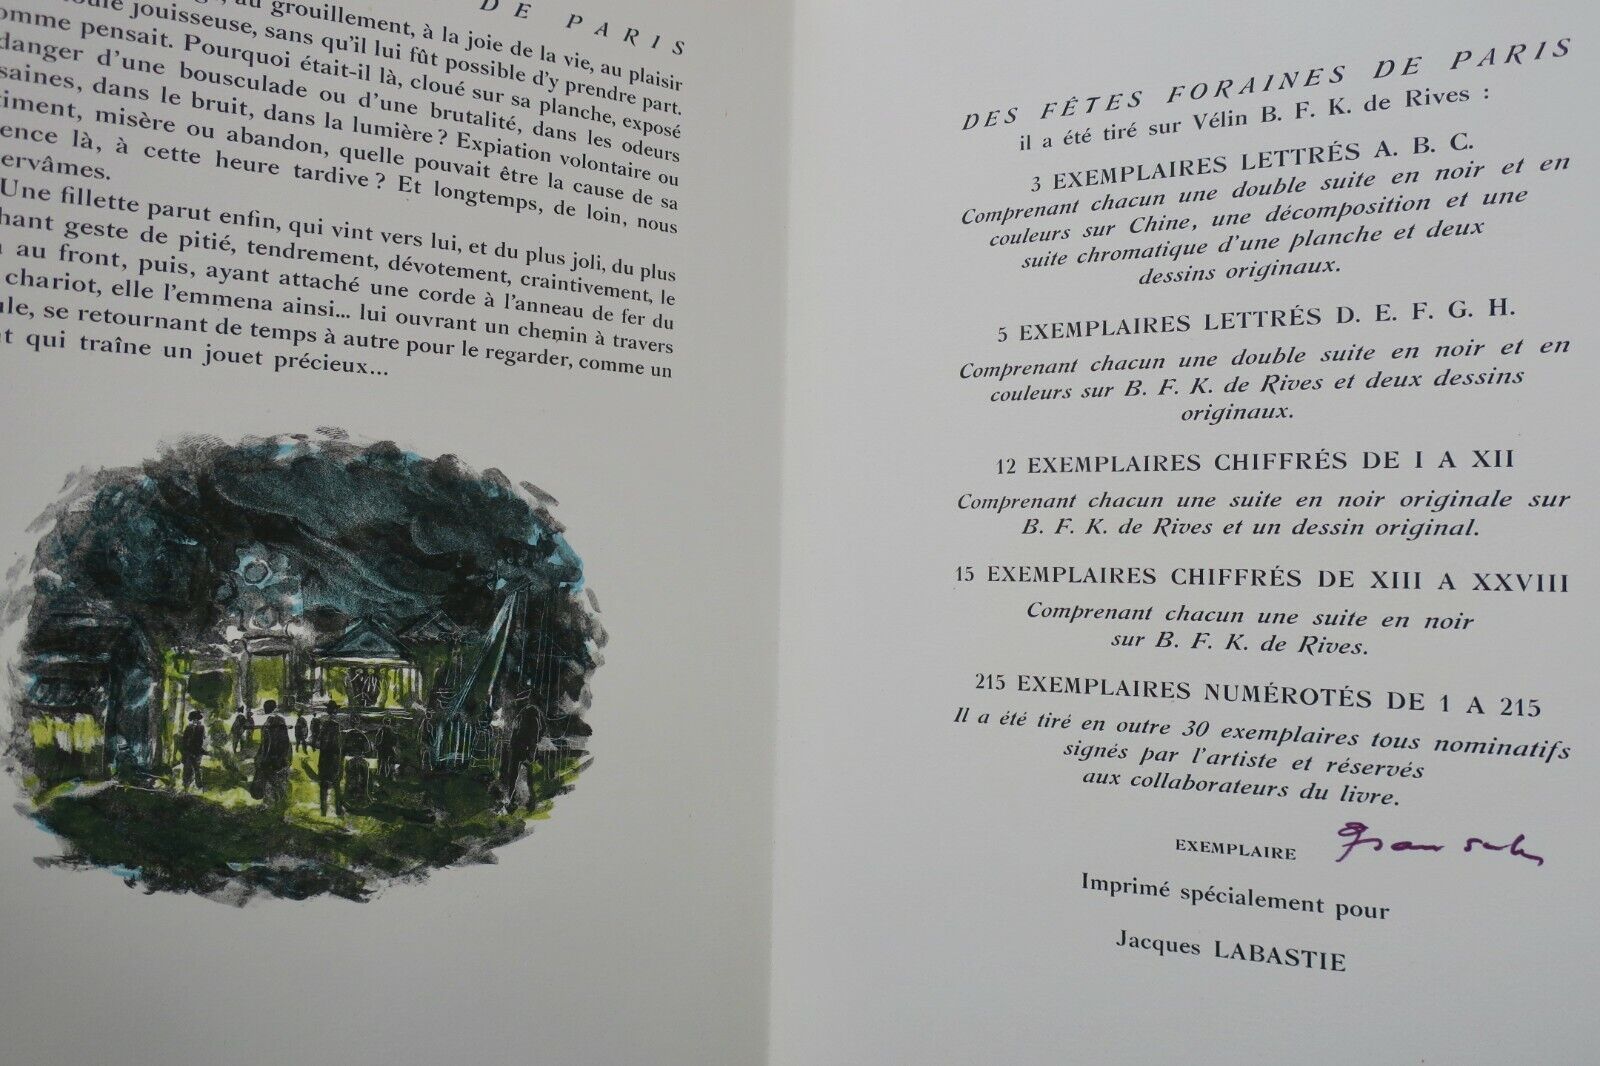 DE PARIS
au grouillement, à la joie de la vie, au plaisir
jouisseuse, sans qu'il lui fût possible d'y prendre part.
omme pensait. Pourquoi était-il là, cloué sur sa planche, exposé
danger d'une bousculade ou d'une brutalité, dans les odeurs
saines, dans le bruit, dans la lumière ? Expiation volontaire ou
timent, misère ou abandon, quelle pouvait être la cause de sa
ence là, à cette heure tardive ? Et longtemps, de loin, nous
ervâmes.
Une fillette parut enfin, qui vint vers lui, et du plus joli, du plus
hant geste de pitié, tendrement, dévotement, craintivement, le
a au front, puis, ayant attaché une corde à l'anneau de fer du
chariot, elle l'emmena ainsi... lui ouvrant un chemin à travers
ule, se retournant de temps à autre pour le regarder, comme un
t qui traîne un jouet précieux...
DES FÊTES FORAINES DE PARIS
il a été tiré sur Vélin B. F. K. de Rives :
3 EXEMPLAIRES LETTRÉS A. B. C.
Comprenant chacun une double suite en noir et en
couleurs sur Chine, une décomposition et une
suite chromatique d'une planche et deux
dessins originaux.
5 EXEMPLAIRES LETTRÉS D. E. F. G. H.
Comprenant chacun une double suite en noir et en
couleurs sur B. F. K. de Rives et deux dessins
originaux.
12 EXEMPLAIRES CHIFFRÉS DE I A XII
Comprenant chacun une suite en noir originale sur
B. F. K. de Rives et un dessin original.
15 EXEMPLAIRES CHIFFRÉS DE XIII A XXVIII
Comprenant chacun une suite en noir
sur B. F. K. de Rives.
215 EXEMPLAIRES NUMÉROTÉS DE 1 A 215
Il a été tiré en outre 30 exemplaires tous nominatifs
signés par l'artiste et réservés
aux collaborateurs du livre.
EXEMPLAIRE
Imprimé spécialement pour
Jacques LABASTIE